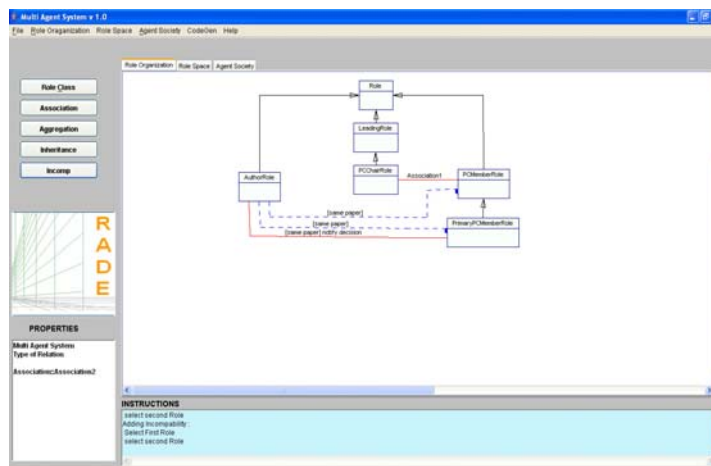 Multi Agent System v 1.0
File Role Oraganization Role Space Agent Society CodeGen Help
Role Organization Role Space Agent Society
Role Class
Association
Aggregation
Inheritance
Incomp
Role
LeadingRole
PCChairRole
Association1
PCMemberRole
AuthorRole
[same paper]
[same paper]
PrimaryPCMemberRole
[same paper] notify decision
R
A
D
E
PROPERTIES
Multi Agent System
Type of Relation
Association:Association2
INSTRUCTIONS
select second Role
Adding Incompability :
Select First Role
select second Role